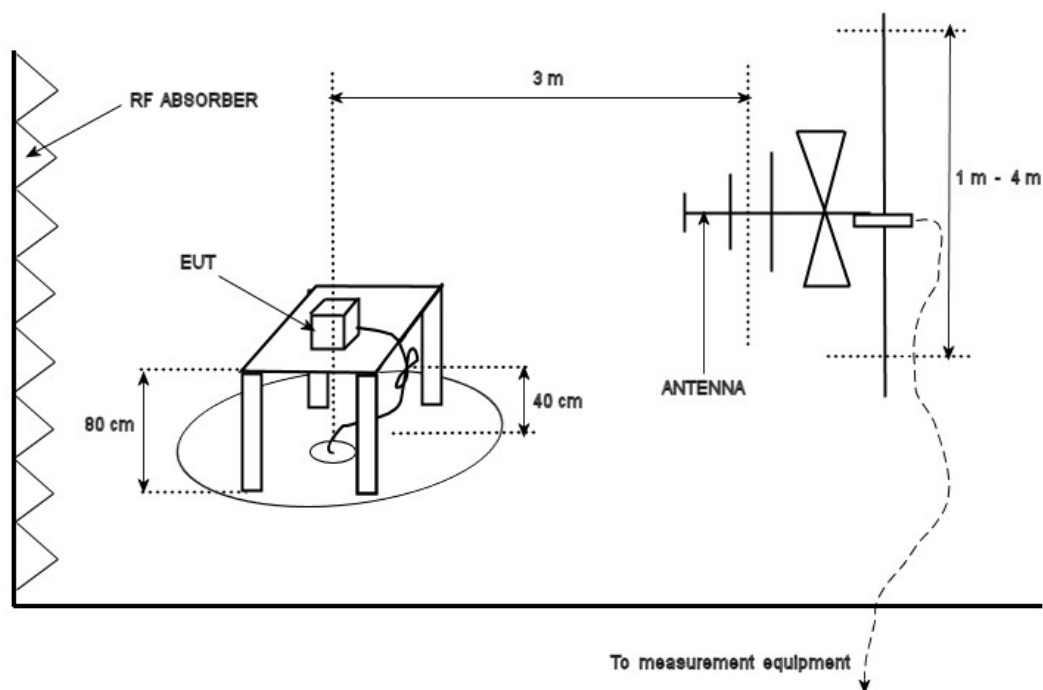 3 m
RF ABSORBER
1 m - 4 m
EUT
ANTENNA
40 cm
80 cm
To measurement equipment